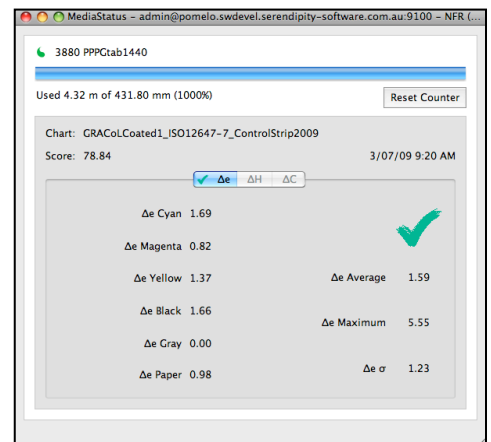 MediaStatus – admin@pomelo.swdevel.serendipity-software.com.au:9100 – NFR (...
3880 PPPGtab1440
Used 4.32 m of 431.80 mm (1000%)
Reset Counter
Chart: GRACoLCoated1_ISO12647-7_ControlStrip2009
Score: 78.84 3/07/09 9:20 AM
Δe ΔH ΔC
Δe Cyan 1.69
Δe Magenta 0.82
Δe Yellow 1.37
Δe Average 1.59
Δe Black 1.66
Δe Maximum 5.55
Δe Gray 0.00
Δe σ 1.23
Δe Paper 0.98